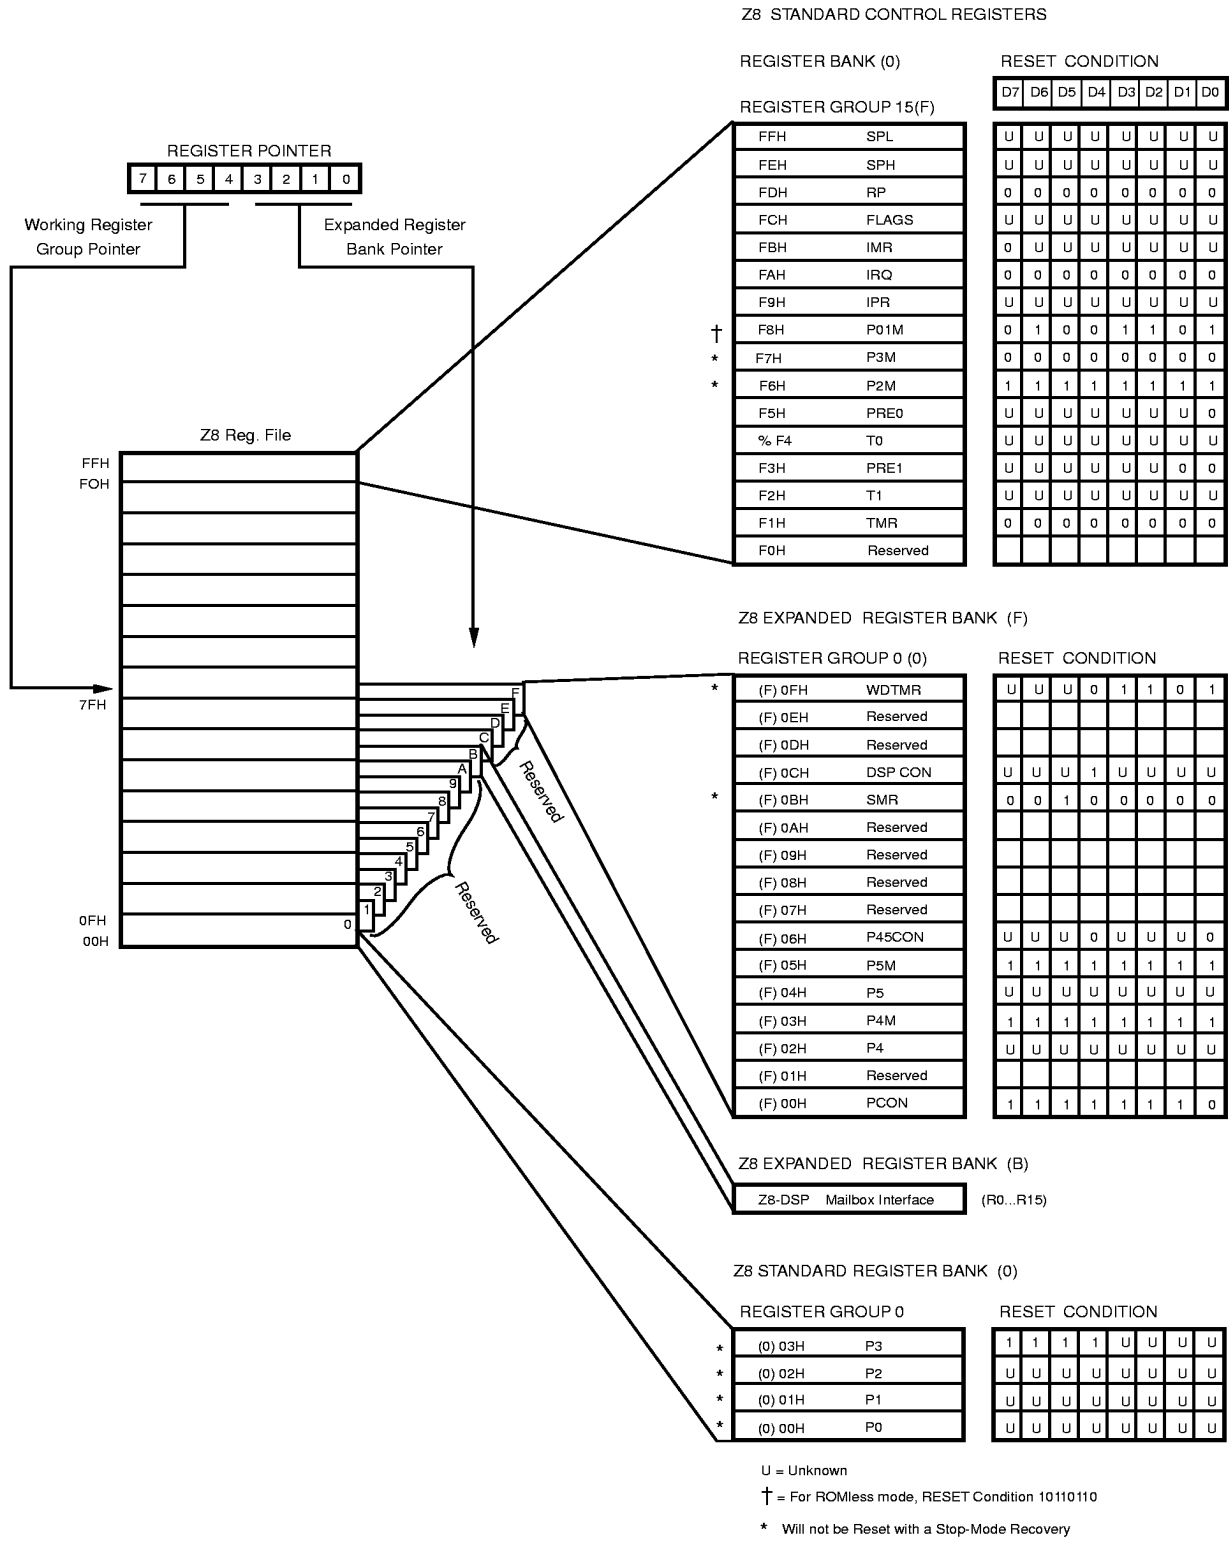 Z8 STANDARD CONTROL REGISTERS
REGISTER BANK (0) RESET CONDITION
D7 D6 D5 D4 D3 D2 D1 D0
REGISTER GROUP 15(F)
FFH SPL U U U U U U U U
FEH SPH U U U U U U U U
FDH RP 0 0 0 0 0 0 0 0
FCH FLAGS U U U U U U U U
FBH IMR 0 U U U U U U U
FAH IRQ 0 0 0 0 0 0 0 0
F9H IPR U U U U U U U U
† F8H P01M 0 1 0 0 1 1 0 1
* F7H P3M 0 0 0 0 0 0 0 0
* F6H P2M 1 1 1 1 1 1 1 1
F5H PRE0 U U U U U U U 0
% F4 T0 U U U U U U U U
F3H PRE1 U U U U U U 0 0
F2H T1 U U U U U U U U
F1H TMR 0 0 0 0 0 0 0 0
F0H Reserved
REGISTER POINTER
7 6 5 4 3 2 1 0
Working Register
Group Pointer
Expanded Register
Bank Pointer
Z8 Reg. File
FFH
FOH
7FH
0FH
00H
F
E
D
C
B
A
9
8
7
6
5
4
3
2
1
0
Reserved
Reserved
Z8 EXPANDED REGISTER BANK (F)
REGISTER GROUP 0 (0) RESET CONDITION
* (F) 0FH WDTMR U U U 0 1 1 0 1
(F) 0EH Reserved
(F) 0DH Reserved
(F) 0CH DSP CON U U U 1 U U U U
* (F) 0BH SMR 0 0 1 0 0 0 0 0
(F) 0AH Reserved
(F) 09H Reserved
(F) 08H Reserved
(F) 07H Reserved
(F) 06H P45CON U U U 0 U U U 0
(F) 05H P5M 1 1 1 1 1 1 1 1
(F) 04H P5 U U U U U U U U
(F) 03H P4M 1 1 1 1 1 1 1 1
(F) 02H P4 U U U U U U U U
(F) 01H Reserved
(F) 00H PCON 1 1 1 1 1 1 1 0
Z8 EXPANDED REGISTER BANK (B)
Z8-DSP Mailbox Interface (R0...R15)
Z8 STANDARD REGISTER BANK (0)
REGISTER GROUP 0 RESET CONDITION
* (0) 03H P3 1 1 1 1 U U U U
* (0) 02H P2 U U U U U U U U
* (0) 01H P1 U U U U U U U U
* (0) 00H P0 U U U U U U U U
U = Unknown
† = For ROMless mode, RESET Condition 10110110
* Will not be Reset with a Stop-Mode Recovery